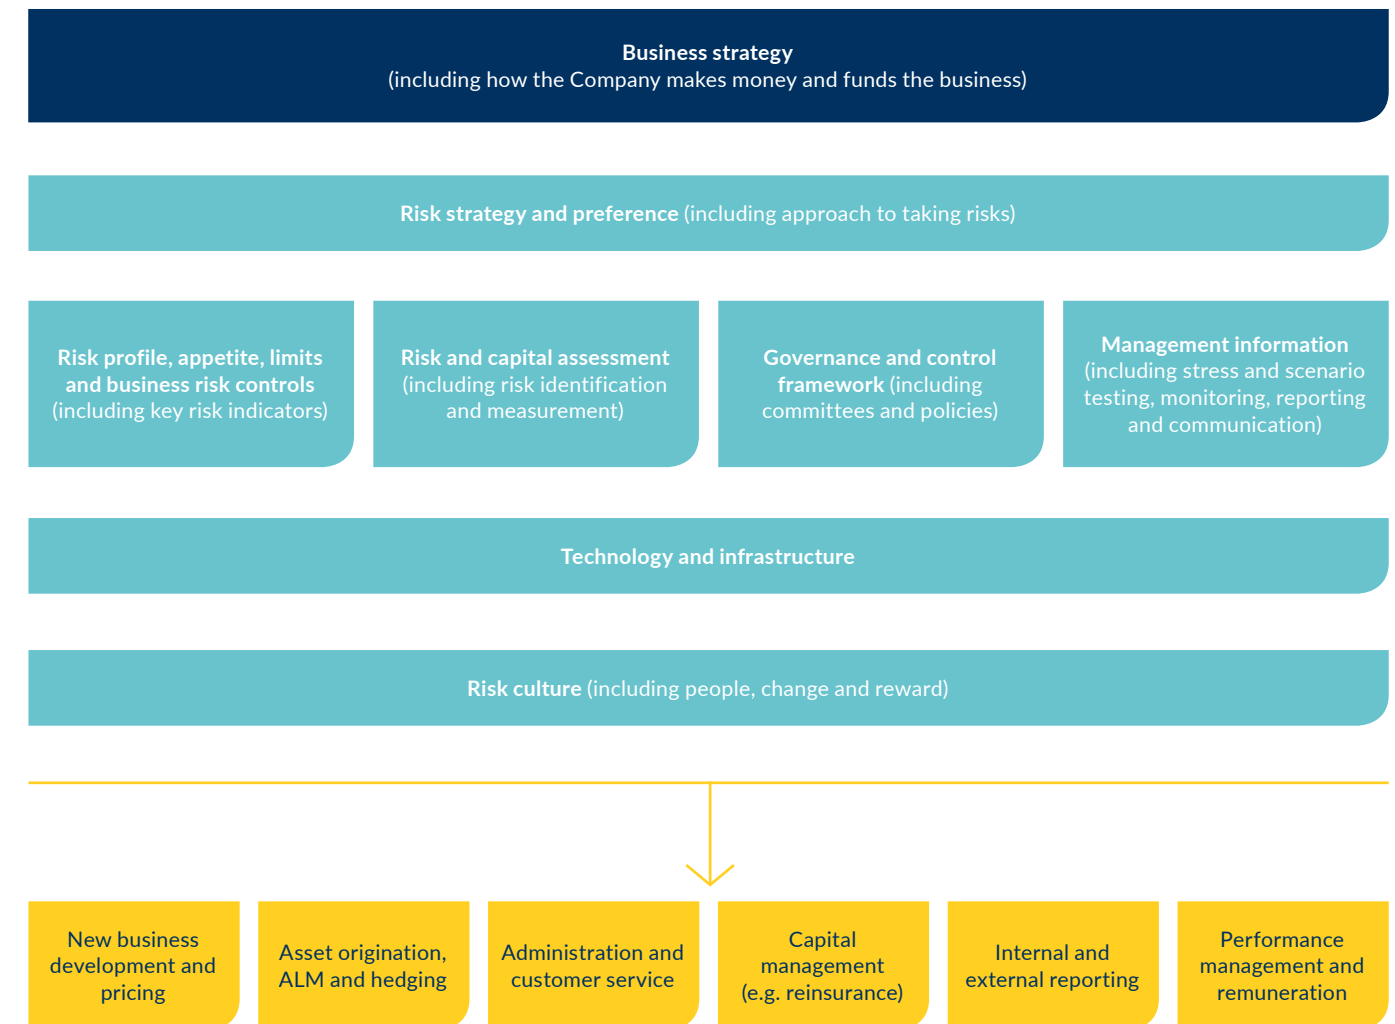 Business strategy
(including how the Company makes money and funds the business)
Risk strategy and preference (including approach to taking risks)
Risk profile, appetite, limits
and business risk controls
(including key risk indicators)
Risk and capital assessment
(including risk identification
and measurement)
Governance and control
framework (including
committees and policies)
Management information
(including stress and scenario
testing, monitoring, reporting
and communication)
Technology and infrastructure
Risk culture (including people, change and reward)
New business
development and
pricing
Asset origination,
ALM and hedging
Administration and
customer service
Capital
management
(e.g. reinsurance)
Internal and
external reporting
Performance
management and
remuneration